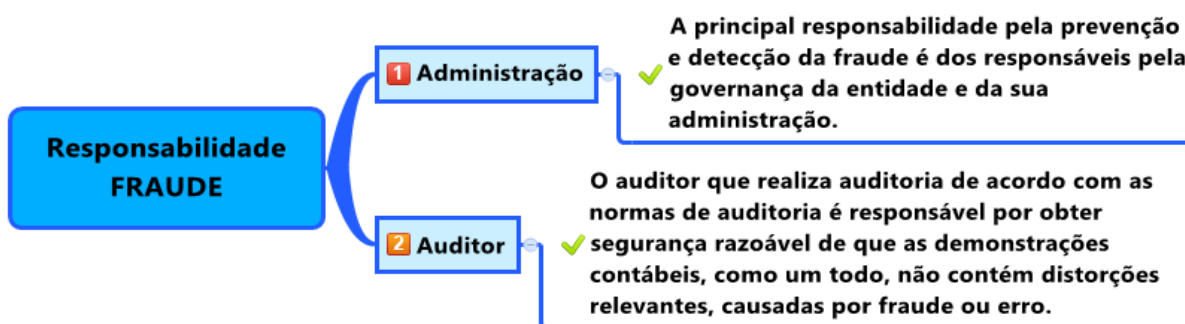 Responsabilidade
FRAUDE
1 Administração
A principal responsabilidade pela prevenção
e detecção da fraude é dos responsáveis pela
governança da entidade e da sua
administração.
2 Auditor
O auditor que realiza auditoria de acordo com as
normas de auditoria é responsável por obter
segurança razoável de que as demonstrações
contábeis, como um todo, não contém distorções
relevantes, causadas por fraude ou erro.